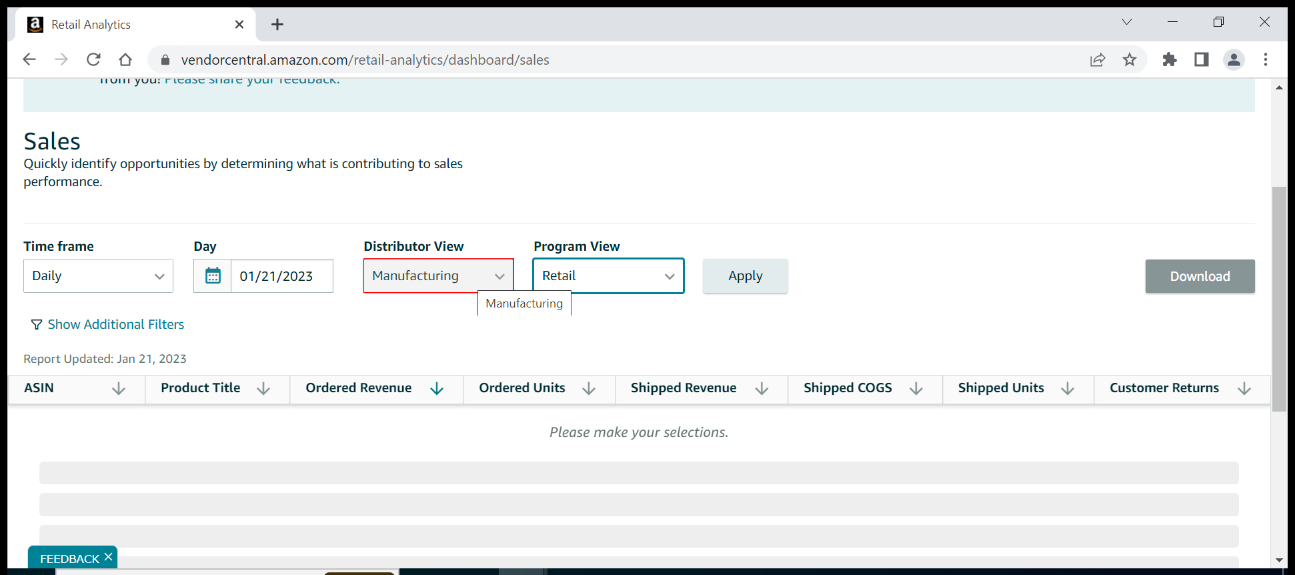 Retail Analytics
vendorcentral.amazon.com/retail-analytics/dashboard/sales
from you! Please share your feedback.
Sales
Quickly identify opportunities by determining what is contributing to sales
performance.
Time frame Day Distributor View Program View
Daily 01/21/2023 Manufacturing Retail Apply Download
Manufacturing
Show Additional Filters
Report Updated: Jan 21, 2023
ASIN Product Title Ordered Revenue Ordered Units Shipped Revenue Shipped COGS Shipped Units Customer Returns
Please make your selections.
FEEDBACK